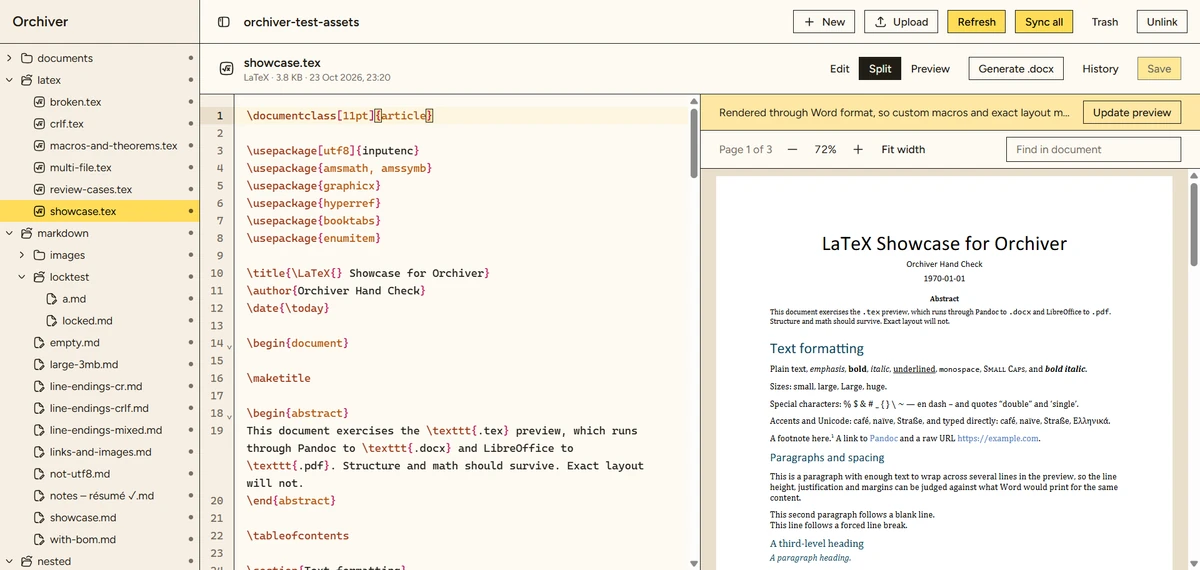 Orchiver
orchiver-test-assets
New
Upload
Refresh
Sync all
Trash
Unlink
documents
latex
broken.tex
crlf.tex
macros-and-theorems.tex
multi-file.tex
review-cases.tex
showcase.tex
markdown
images
locktest
a.md
locked.md
empty.md
large-3mb.md
line-endings-cr.md
line-endings-crlf.md
line-endings-mixed.md
links-and-images.md
not-utf8.md
notes – résumé ✓.md
showcase.md
with-bom.md
nested
showcase.tex
LaTeX · 3.8 KB · 23 Oct 2026, 23:20
Edit
Split
Preview
Generate .docx
History
Save
1 \documentclass[11pt]{article}
2
3 \usepackage[utf8]{inputenc}
4 \usepackage{amsmath, amssymb}
5 \usepackage{graphicx}
6 \usepackage{hyperref}
7 \usepackage{booktabs}
8 \usepackage{enumitem}
9
10 \title{\LaTeX{} Showcase for Orchiver}
11 \author{Orchiver Hand Check}
12 \date{\today}
13
14 \begin{document}
15
16 \maketitle
17
18 \begin{abstract}
19 This document exercises the \texttt{.tex} preview, which runs
through Pandoc to \texttt{.docx} and LibreOffice to
\texttt{.pdf}. Structure and math should survive. Exact layout
will not.
20 \end{abstract}
21
22 \tableofcontents
23
24 \section{Text formatting}
Rendered through Word format, so custom macros and exact layout m...
Update preview
Page 1 of 3
72%
Fit width
Find in document
LaTeX Showcase for Orchiver
Orchiver Hand Check
1970-01-01
Abstract
This document exercises the .tex preview, which runs through Pandoc to .docx and LibreOffice to .pdf.
Structure and math should survive. Exact layout will not.
Text formatting
Plain text, emphasis, bold, italic, underlined, monospace, Small Caps, and bold italic.
Sizes: small, large, Large, huge.
Special characters: % $ & # _ { } \ ~ — en dash – and quotes “double” and ‘single’.
Accents and Unicode: café, naïve, Straße, and typed directly: café, naïve, Straße, Ελληνικά.
A footnote here.¹ A link to Pandoc and a raw URL https://example.com.
Paragraphs and spacing
This is a paragraph with enough text to wrap across several lines in the preview, so the line
height, justification and margins can be judged against what Word would print for the same
content.
This second paragraph follows a blank line.
This line follows a forced line break.
A third-level heading
A paragraph heading.